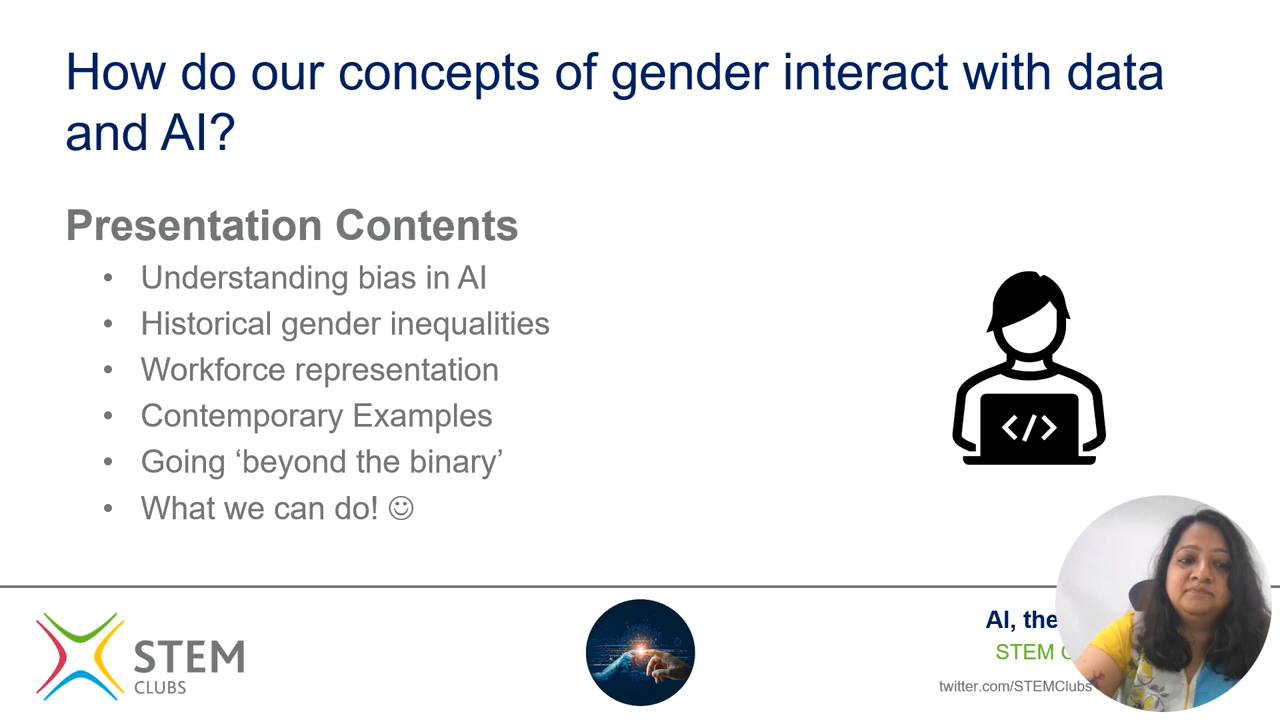 How do our concepts of gender interact with data
and AI?
Presentation Contents
• Understanding bias in AI
• Historical gender inequalities
• Workforce representation
• Contemporary Examples
• Going ‘beyond the binary’
• What we can do! ☺
</>
STEM
CLUBS
AI, the
STEM
twitter.com/STEMClubs